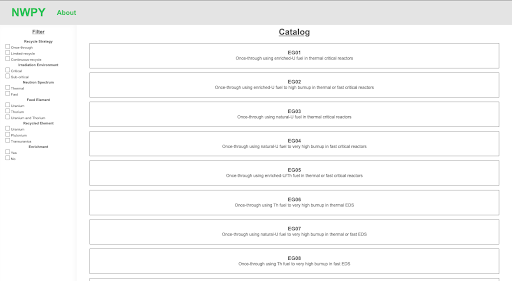 NWPY
About
Filter
Recycle Strategy
Once-through
Limited recycle
Continuous recycle
Irradiation Environment
Critical
Sub-critical
Neutron Spectrum
Thermal
Fast
Feed Element
Uranium
Thorium
Uranium and Thorium
Recycled Element
Uranium
Plutonium
Transuranics
Enrichment
Yes
No
Catalog
EG01
Once-through using enriched-U fuel in thermal critical reactors
EG02
Once-through using enriched-U fuel to high burnup in thermal or fast critical reactors
EG03
Once-through using natural-U fuel in thermal critical reactors
EG04
Once-through using natural-U fuel to very high burnup in fast critical reactors
EG05
Once-through using enriched-U/Th fuel in thermal or fast critical reactors
EG06
Once-through using Th fuel to very high burnup in thermal EDS
EG07
Once-through using natural-U fuel to very high burnup in thermal or fast EDS
EG08
Once-through using Th fuel to very high burnup in fast EDS